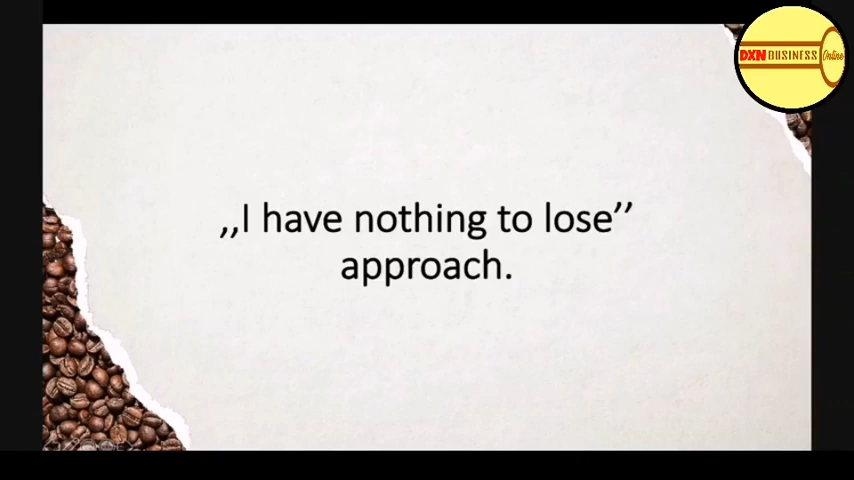 DXN BUSINESS Online
,,I have nothing to lose’’
approach.